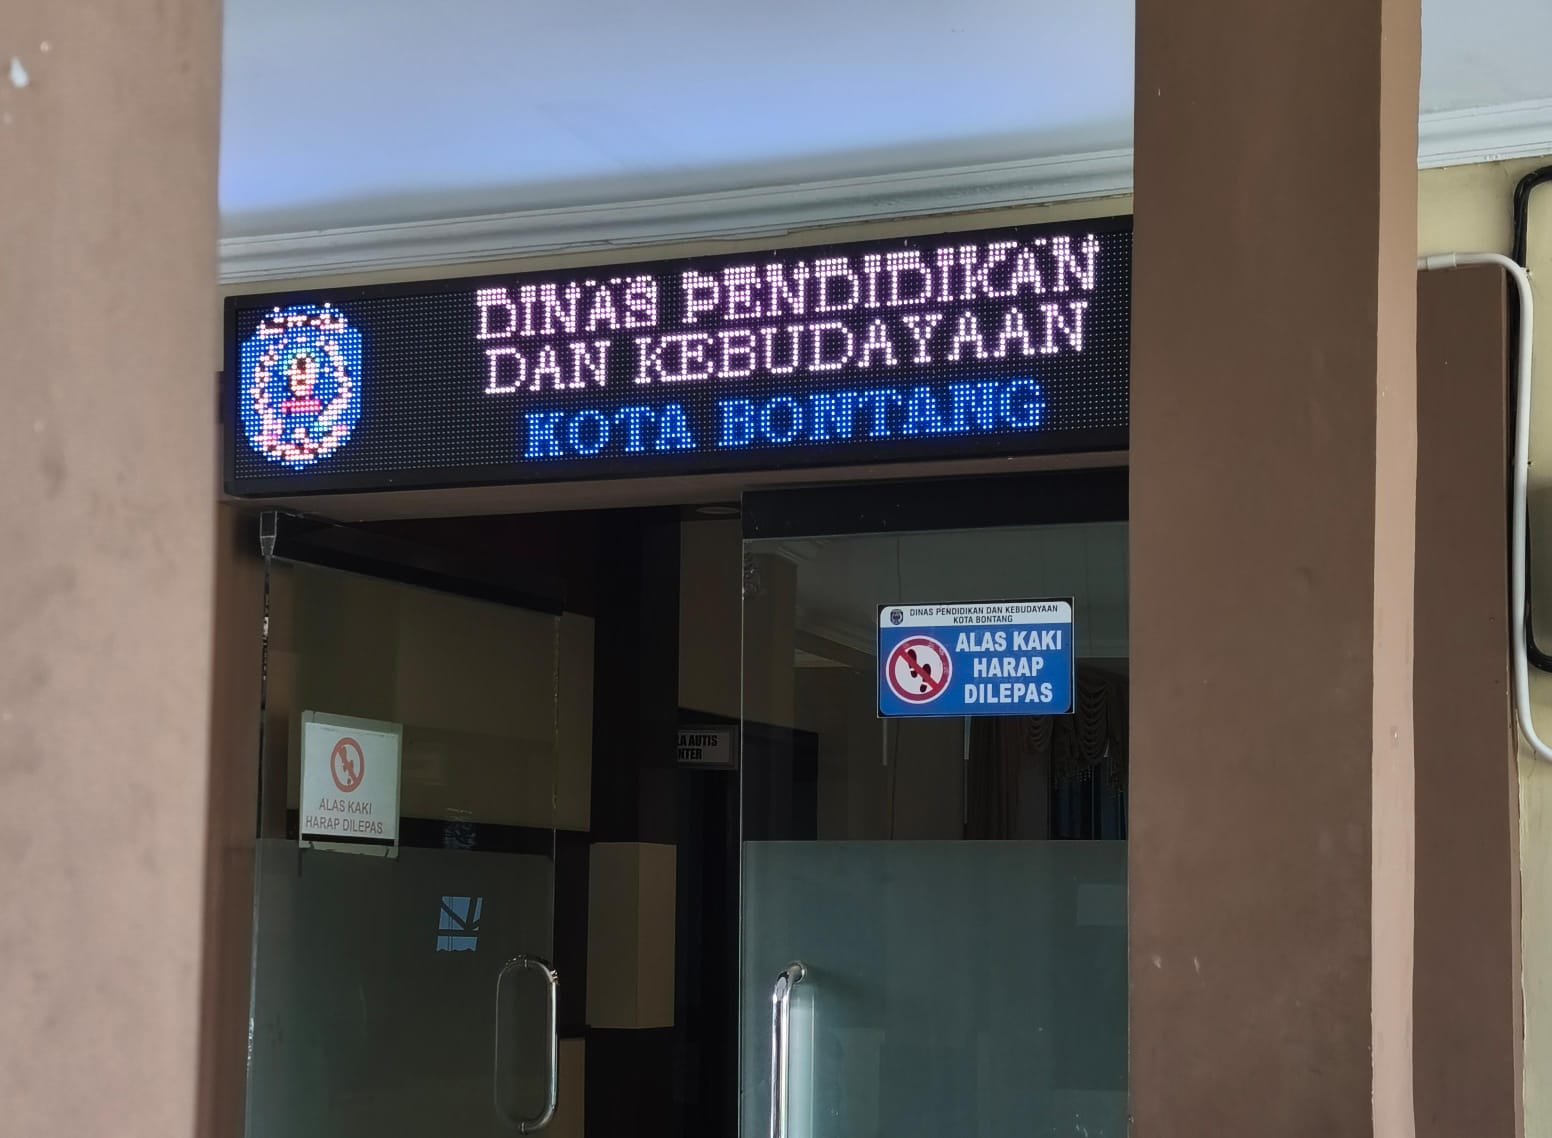 DINAS PENDIDIKAN
DAN KEBUDAYAAN
KOTA BONTANG
DINAS PENDIDIKAN DAN KEBUDAYAAN
KOTA BONTANG
ALAS KAKI
HARAP
DILEPAS
AUTIS
ALAS KAKI
HARAP DILEPAS